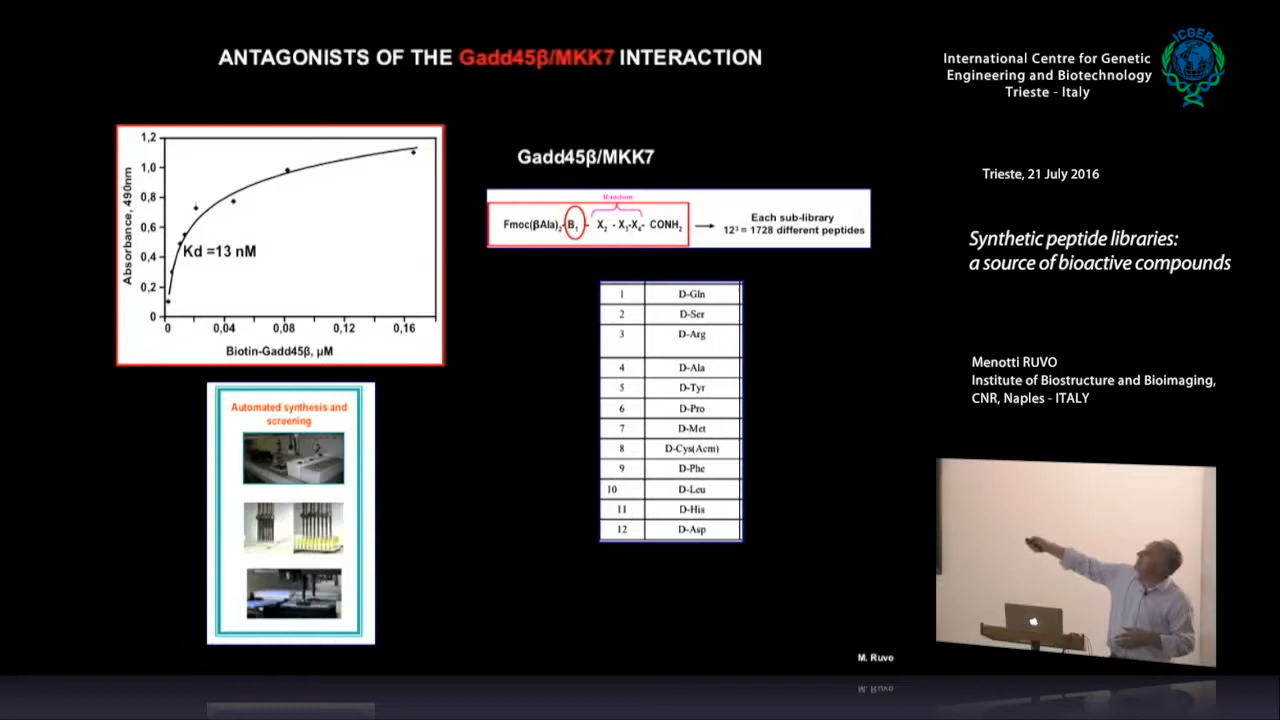 ANTAGONISTS OF THE Gadd45β/MKK7 INTERACTION
ICGEB
International Centre for Genetic
Engineering and Biotechnology
Trieste - Italy
Trieste, 21 July 2016
Synthetic peptide libraries:
a source of bioactive compounds
Menotti RUVO
Institute of Biostructure and Bioimaging,
CNR, Naples - ITALY
Absorbance, 490nm
1,2
1,0
0,8
0,6
0,4
0,2
0
Kd =13 nM
0 0,04 0,08 0,12 0,16
Biotin-Gadd45β, µM
Gadd45β/MKK7
Random
Fmoc(βAla)₂-B₁ - X₂ - X₃-X₄- CONH₂
Each sub-library
12³ = 1728 different peptides
1 D-Gln
2 D-Ser
3 D-Arg
4 D-Ala
5 D-Tyr
6 D-Pro
7 D-Met
8 D-Cys(Acm)
9 D-Phe
10 D-Leu
11 D-His
12 D-Asp
Automated synthesis and
screening
M. Ruvo